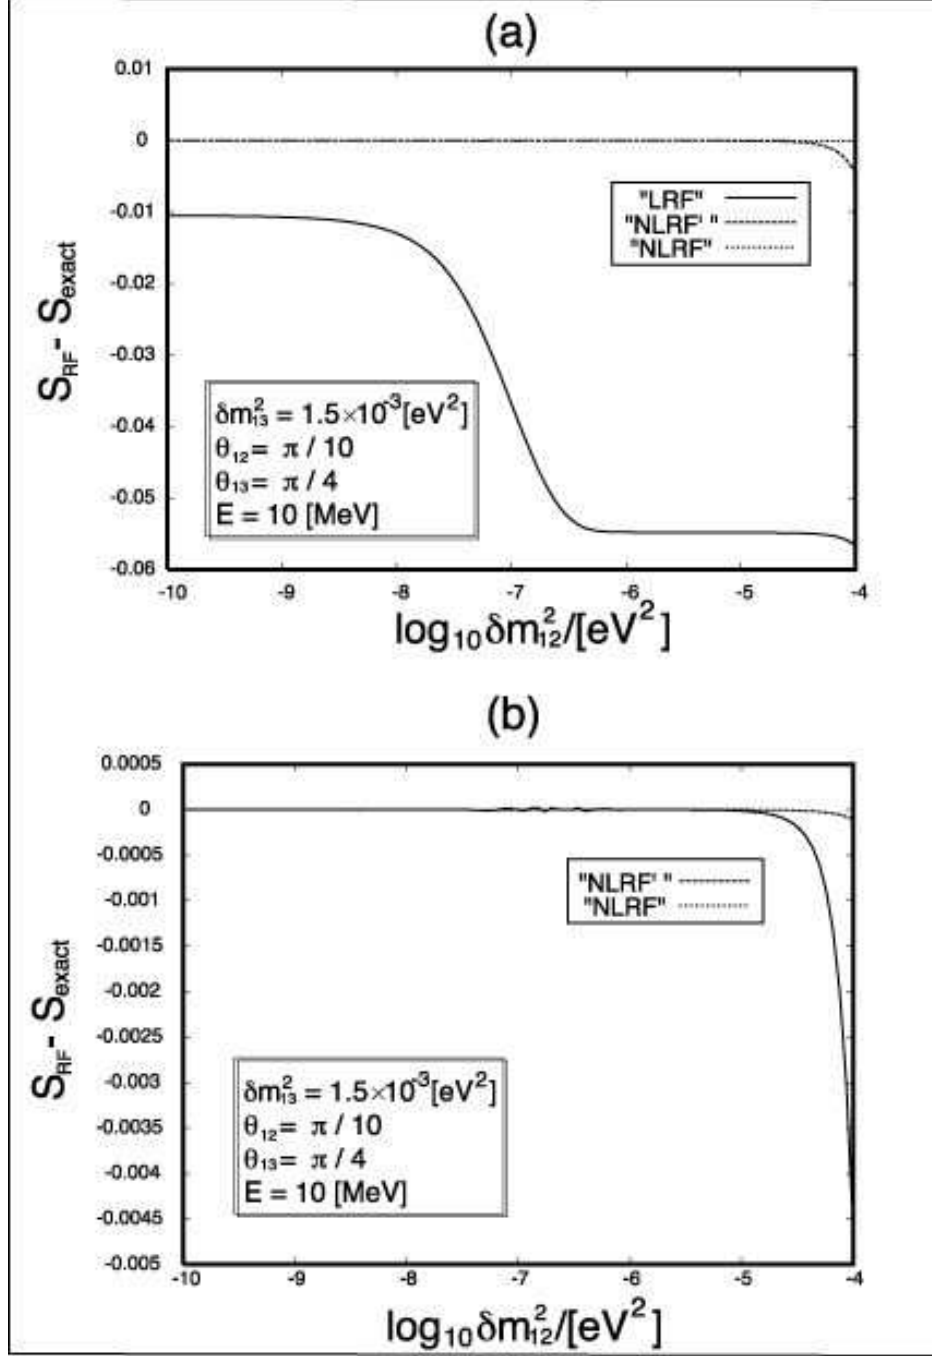 (a)
0.01
0
-0.01
-0.02
-0.03
-0.04
-0.05
-0.06
S_RF - S_exact
"LRF"
"NLRF' "
"NLRF"
δm²₁₃ = 1.5×10⁻³[eV²]
θ₁₂= π / 10
θ₁₃= π / 4
E = 10 [MeV]
-10 -9 -8 -7 -6 -5 -4
log₁₀δm²₁₂/[eV²]
(b)
0.0005
0
-0.0005
-0.001
-0.0015
-0.002
-0.0025
-0.003
-0.0035
-0.004
-0.0045
-0.005
S_RF - S_exact
"NLRF' "
"NLRF"
δm²₁₃ = 1.5×10⁻³[eV²]
θ₁₂= π / 10
θ₁₃= π / 4
E = 10 [MeV]
-10 -9 -8 -7 -6 -5 -4
log₁₀δm²₁₂/[eV²]